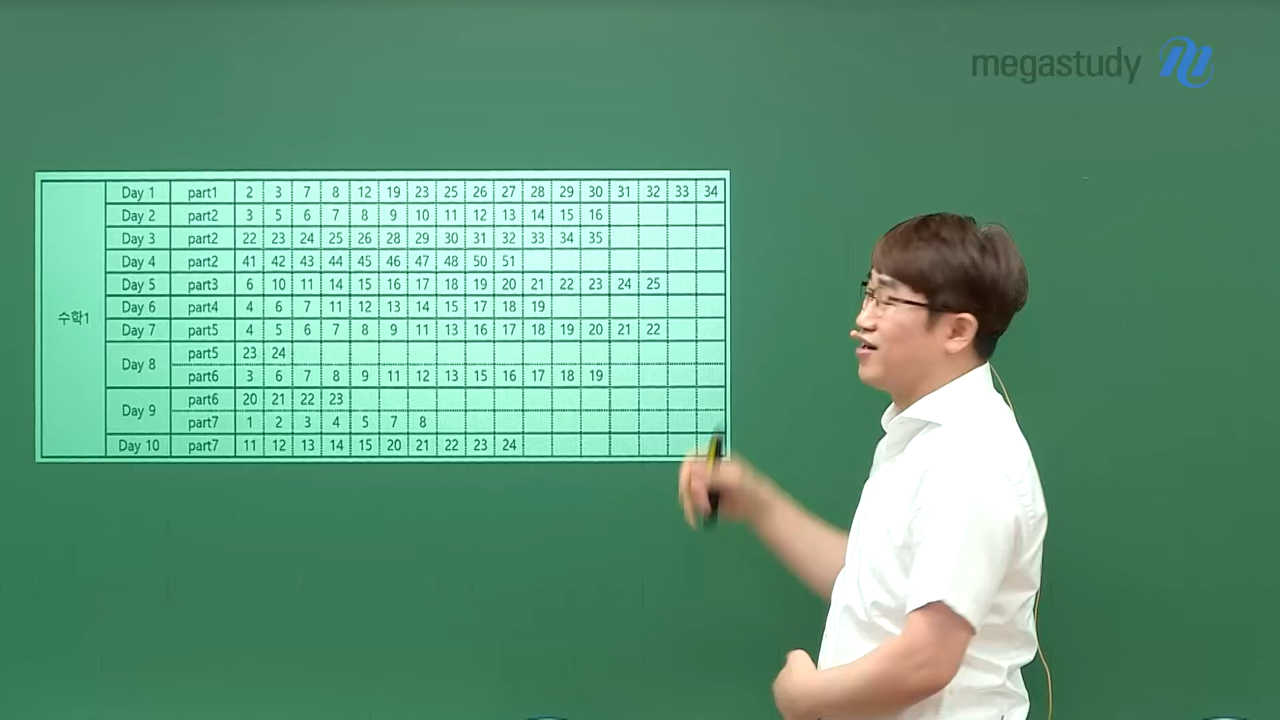 megastudy
Day 1 part1 2 3 7 8 12 19 23 25 26 27 28 29 30 31 32 33 34
Day 2 part2 3 5 6 7 8 9 10 11 12 13 14 15 16
Day 3 part2 22 23 24 25 26 28 29 30 31 32 33 34 35
Day 4 part2 41 42 43 44 45 46 47 48 50 51
Day 5 part3 6 10 11 14 15 16 17 18 19 20 21 22 23 24 25
Day 6 part4 4 6 7 11 12 13 14 15 17 18 19
수학1
Day 7 part5 4 5 6 7 8 9 11 13 16 17 18 19 20 21 22
Day 8 part5 23 24
part6 3 6 7 8 9 11 12 13 15 16 17 18 19
Day 9 part6 20 21 22 23
part7 1 2 3 4 5 7 8
Day 10 part7 11 12 13 14 15 20 21 22 23 24